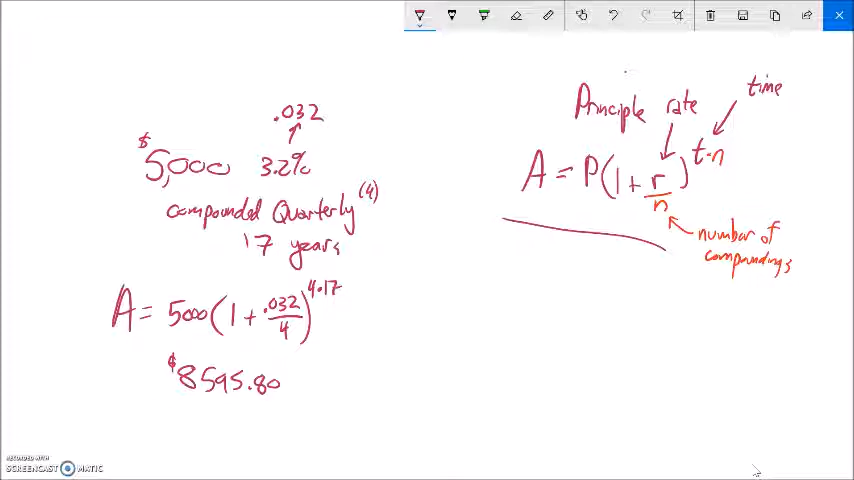 .032
$5,000 3.2%
compounded Quarterly (4)
17 years
A = 5000(1 + .032/4)^4·17
$8595.80
Principle rate time
A = P(1 + r/n)^t·n
number of
compoundings
RECORDED WITH
SCREENCAST MATIC